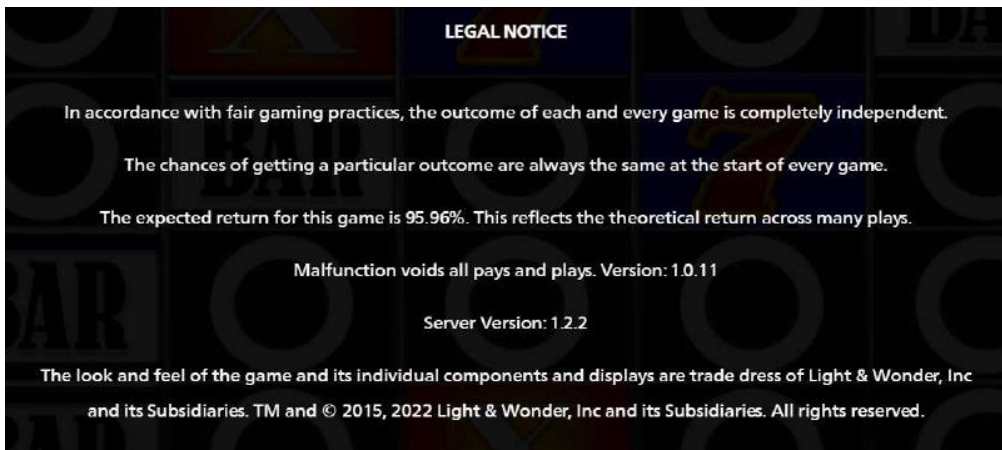 LEGAL NOTICE
In accordance with fair gaming practices, the outcome of each and every game is completely independent.
The chances of getting a particular outcome are always the same at the start of every game.
The expected return for this game is 95.96%. This reflects the theoretical return across many plays.
Malfunction voids all pays and plays. Version: 1.0.11
Server Version: 1.2.2
The look and feel of the game and its individual components and displays are trade dress of Light & Wonder, Inc
and its Subsidiaries. TM and © 2015, 2022 Light & Wonder, Inc and its Subsidiaries. All rights reserved.
BAR
BAR